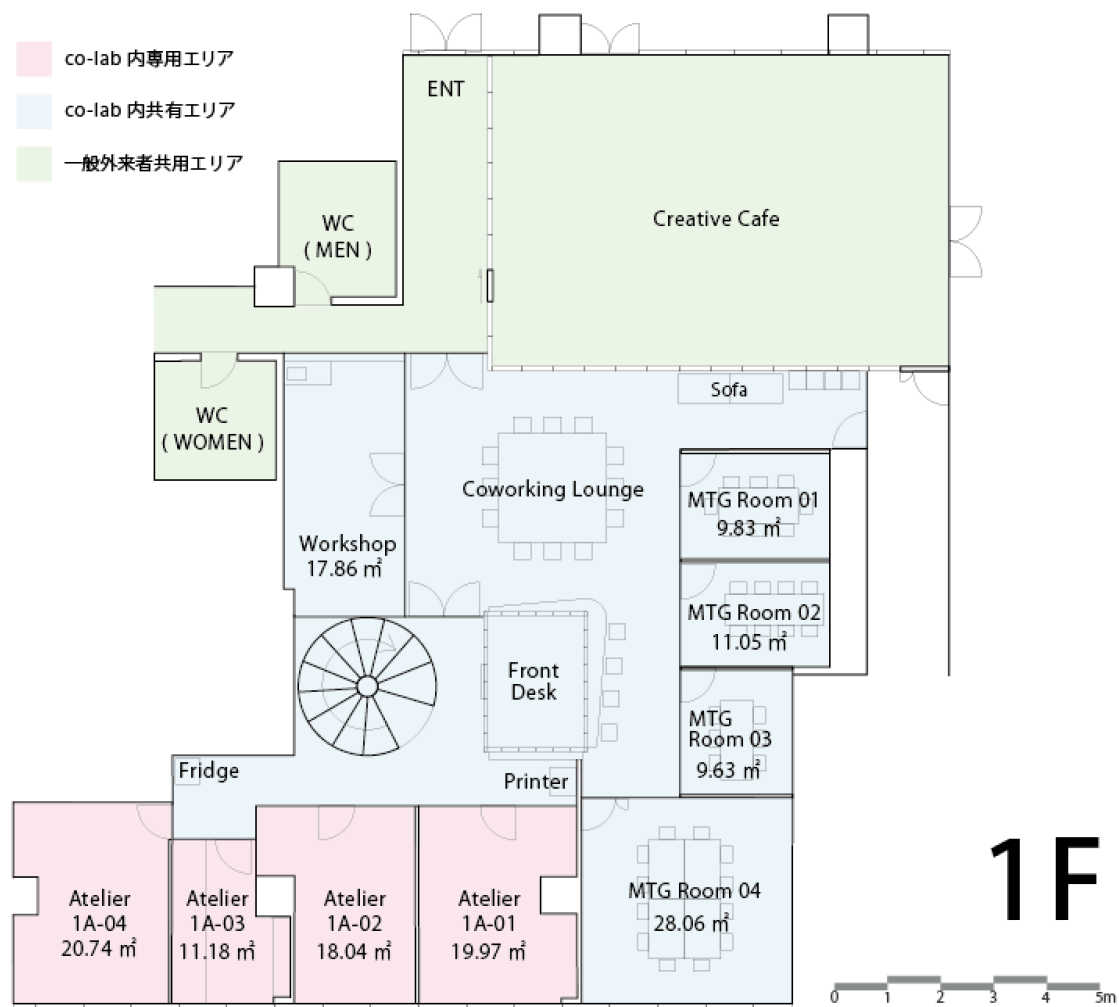 co-lab 内専用エリア
co-lab 内共有エリア
一般外来者共用エリア
ENT
WC
( MEN )
Creative Cafe
WC
( WOMEN )
Sofa
Coworking Lounge
MTG Room 01
9.83 ㎡
Workshop
17.86 ㎡
MTG Room 02
11.05 ㎡
Front
Desk
MTG
Room 03
9.63 ㎡
Fridge
Printer
Atelier
1A-04
20.74 ㎡
Atelier
1A-03
11.18 ㎡
Atelier
1A-02
18.04 ㎡
Atelier
1A-01
19.97 ㎡
MTG Room 04
28.06 ㎡
1F
0 1 2 3 4 5m